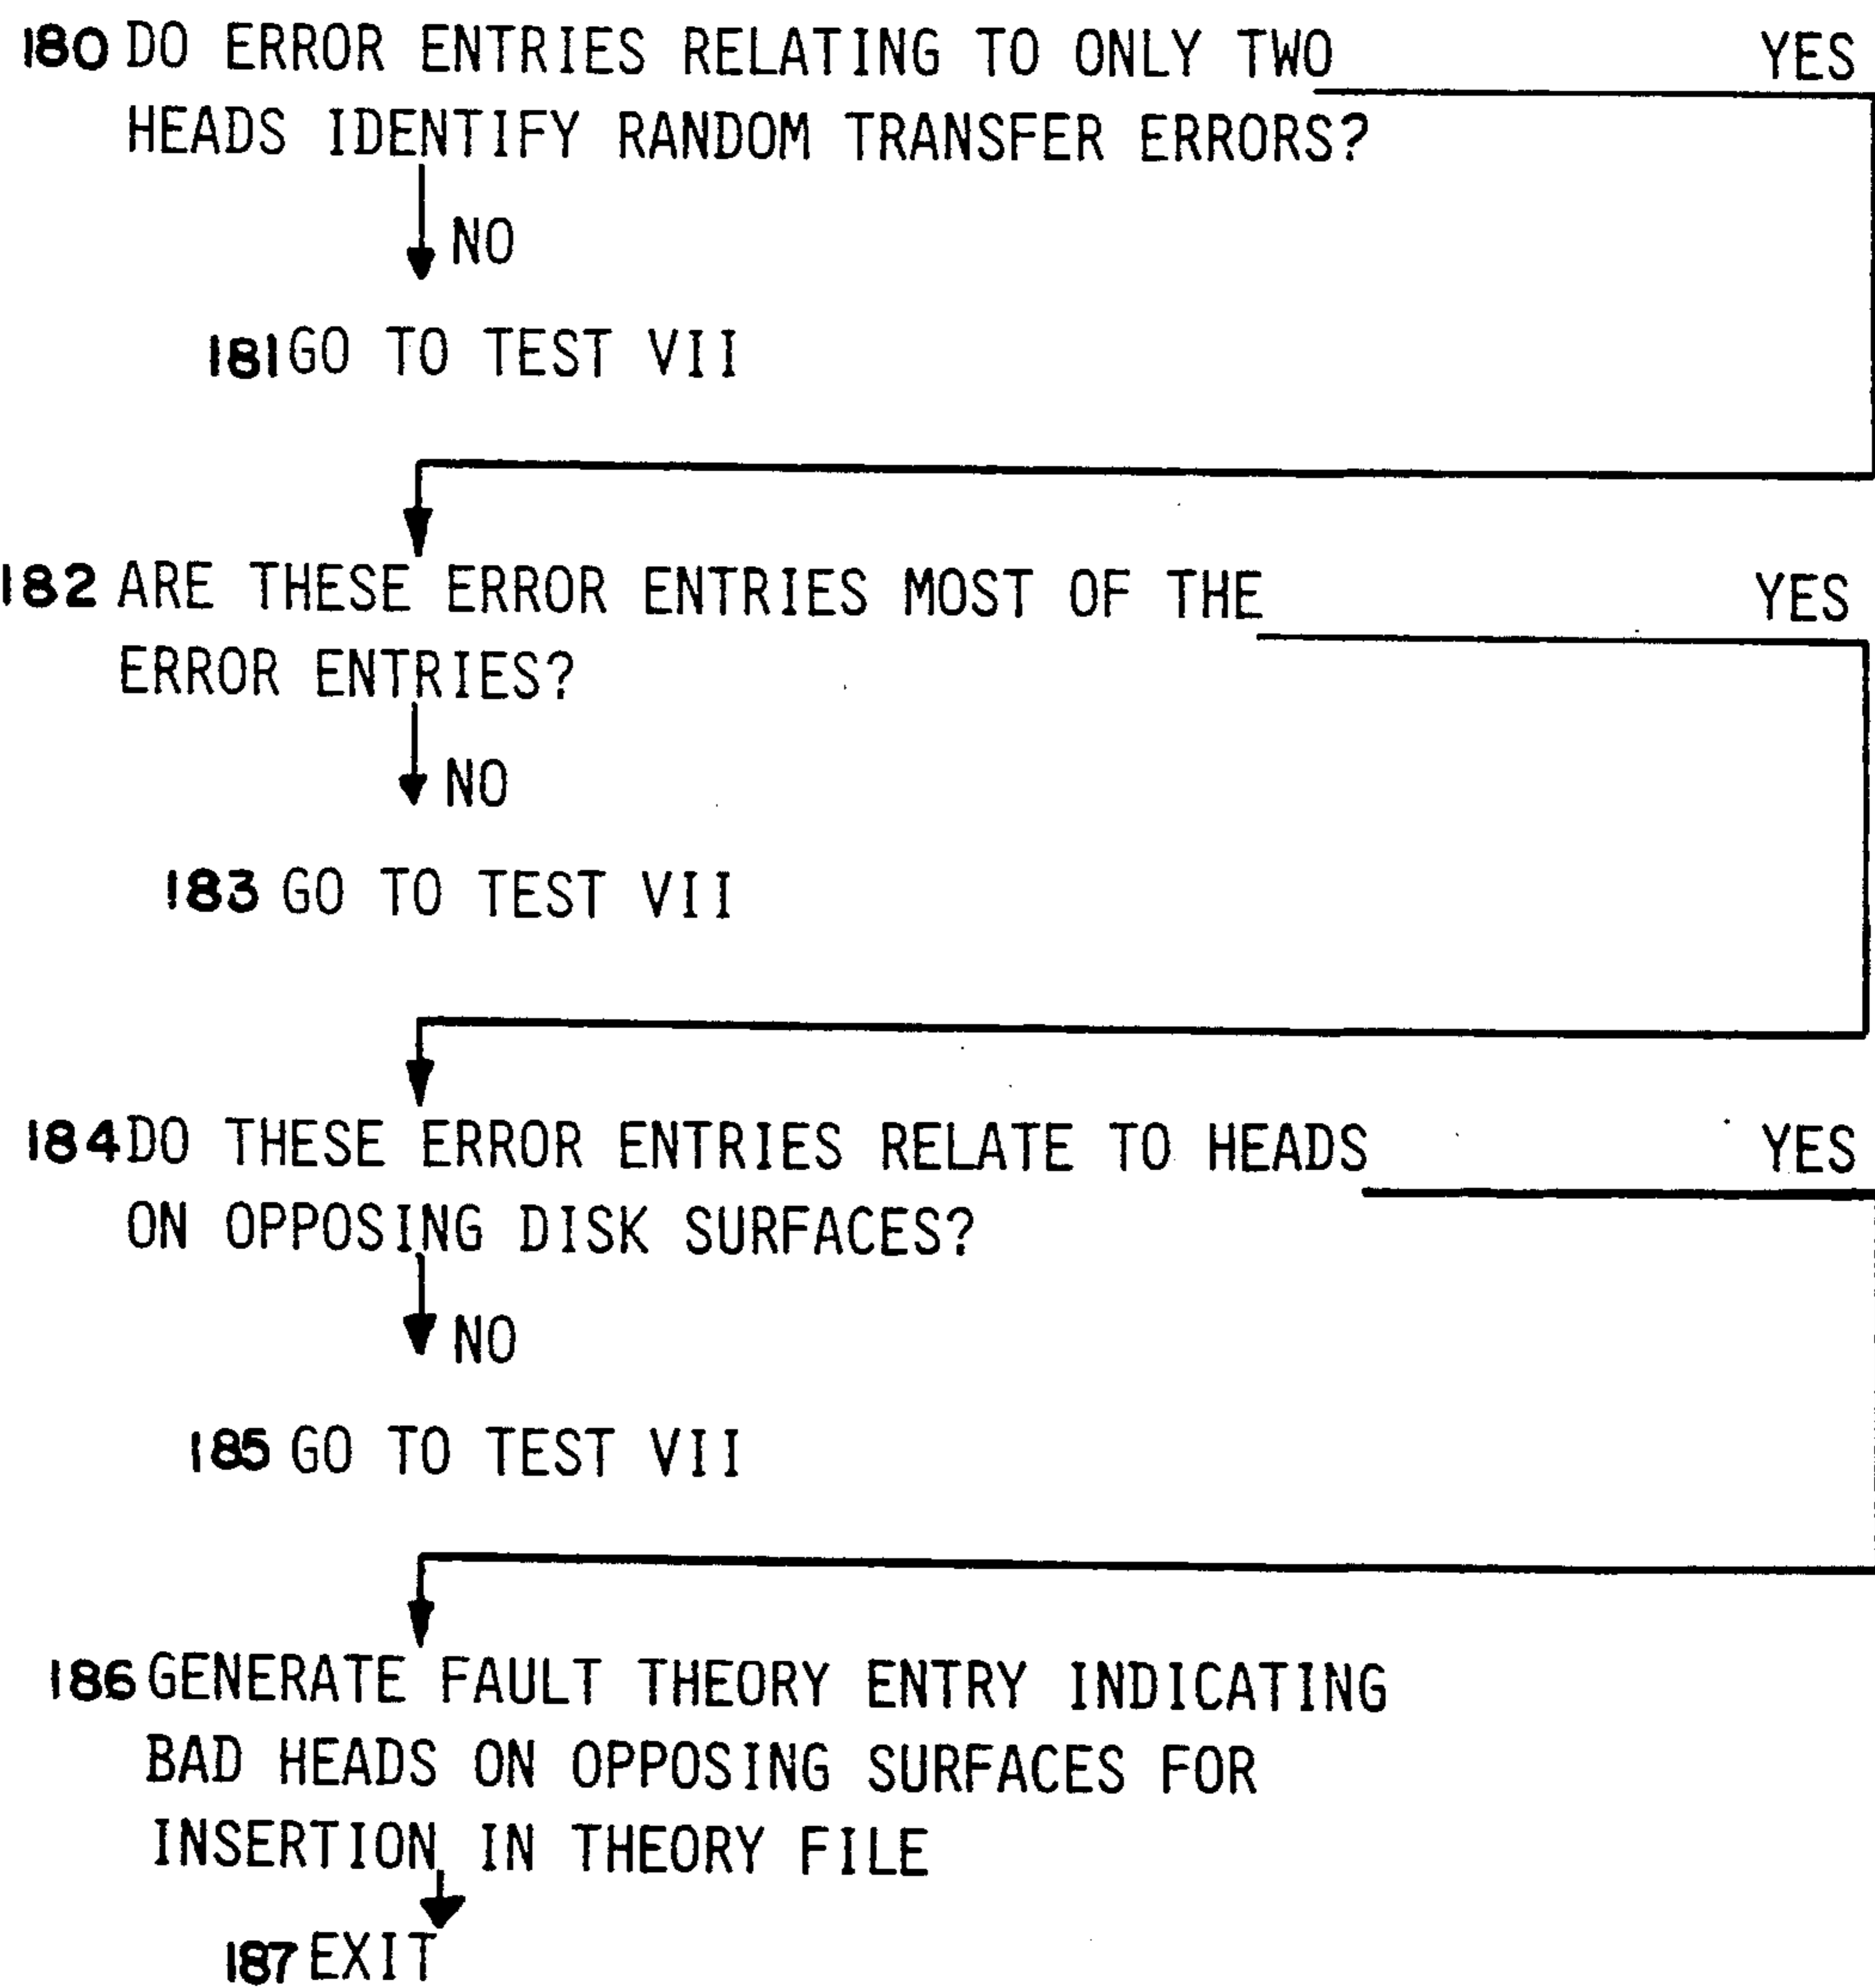 180 DO ERROR ENTRIES RELATING TO ONLY TWO YES
HEADS IDENTIFY RANDOM TRANSFER ERRORS?
NO
181 GO TO TEST VII
182 ARE THESE ERROR ENTRIES MOST OF THE YES
ERROR ENTRIES?
NO
183 GO TO TEST VII
184 DO THESE ERROR ENTRIES RELATE TO HEADS YES
ON OPPOSING DISK SURFACES?
NO
185 GO TO TEST VII
186 GENERATE FAULT THEORY ENTRY INDICATING
BAD HEADS ON OPPOSING SURFACES FOR
INSERTION IN THEORY FILE
187 EXIT